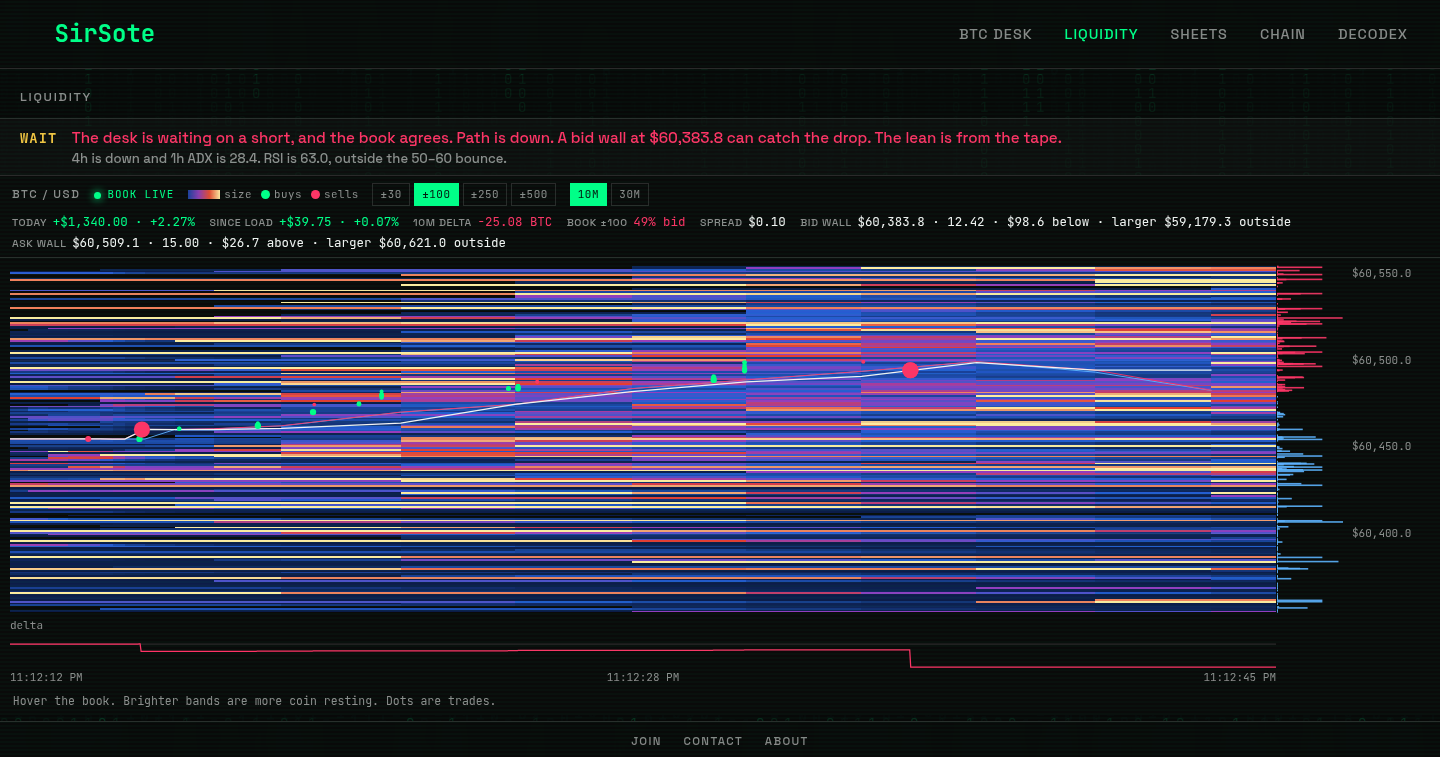 SirSote
BTC DESK LIQUIDITY SHEETS CHAIN DECODEX
LIQUIDITY
WAIT The desk is waiting on a short, and the book agrees. Path is down. A bid wall at $60,383.8 can catch the drop. The lean is from the tape.
4h is down and 1h ADX is 28.4. RSI is 63.0, outside the 50–60 bounce.
BTC / USD BOOK LIVE size buys sells ±30 ±100 ±250 ±500 10M 30M
TODAY +$1,340.00 · +2.27% SINCE LOAD +$39.75 · +0.07% 10M DELTA -25.08 BTC BOOK ±100 49% bid SPREAD $0.10 BID WALL $60,383.8 · 12.42 · $98.6 below · larger $59,179.3 outside
ASK WALL $60,509.1 · 15.00 · $26.7 above · larger $60,621.0 outside
$60,550.0
$60,500.0
$60,450.0
$60,400.0
delta
11:12:12 PM 11:12:28 PM 11:12:45 PM
Hover the book. Brighter bands are more coin resting. Dots are trades.
JOIN CONTACT ABOUT